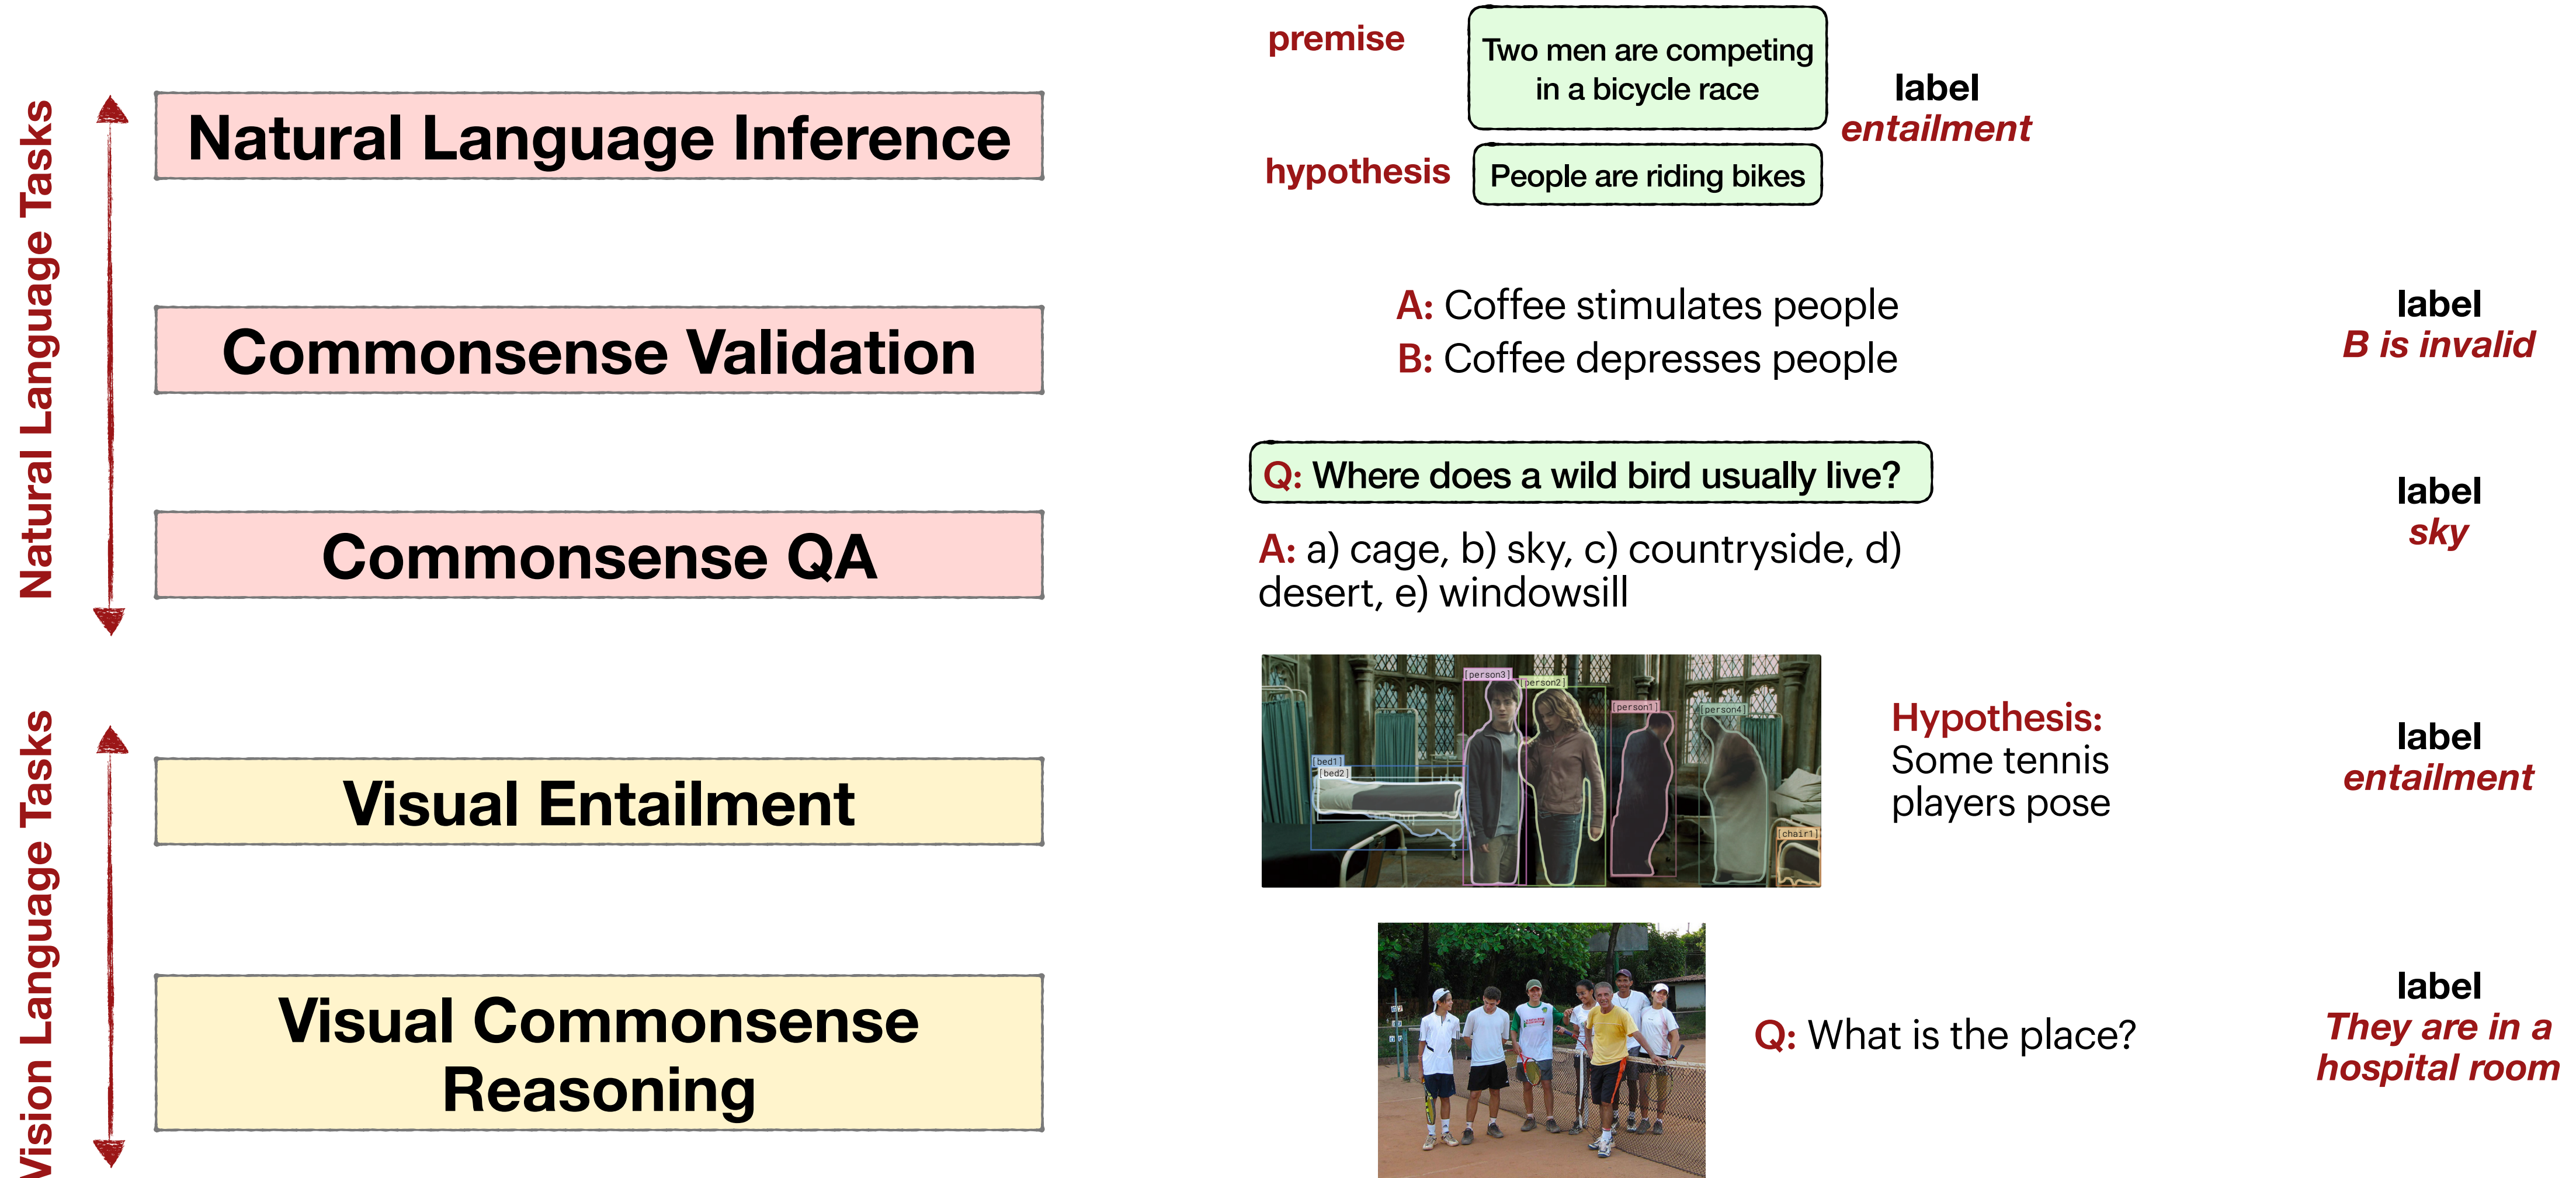 Natural Language Tasks
Natural Language Inference
premise
Two men are competing
in a bicycle race
hypothesis
People are riding bikes
label
entailment
Commonsense Validation
A: Coffee stimulates people
B: Coffee depresses people
label
B is invalid
Commonsense QA
Q: Where does a wild bird usually live?
A: a) cage, b) sky, c) countryside, d)
desert, e) windowsill
label
sky
Vision Language Tasks
Visual Entailment
[person3]
[person2]
[person1]
[person4]
[bed1]
[bed2]
[chair1]
Hypothesis:
Some tennis
players pose
label
entailment
Visual Commonsense
Reasoning
Q: What is the place?
label
They are in a
hospital room